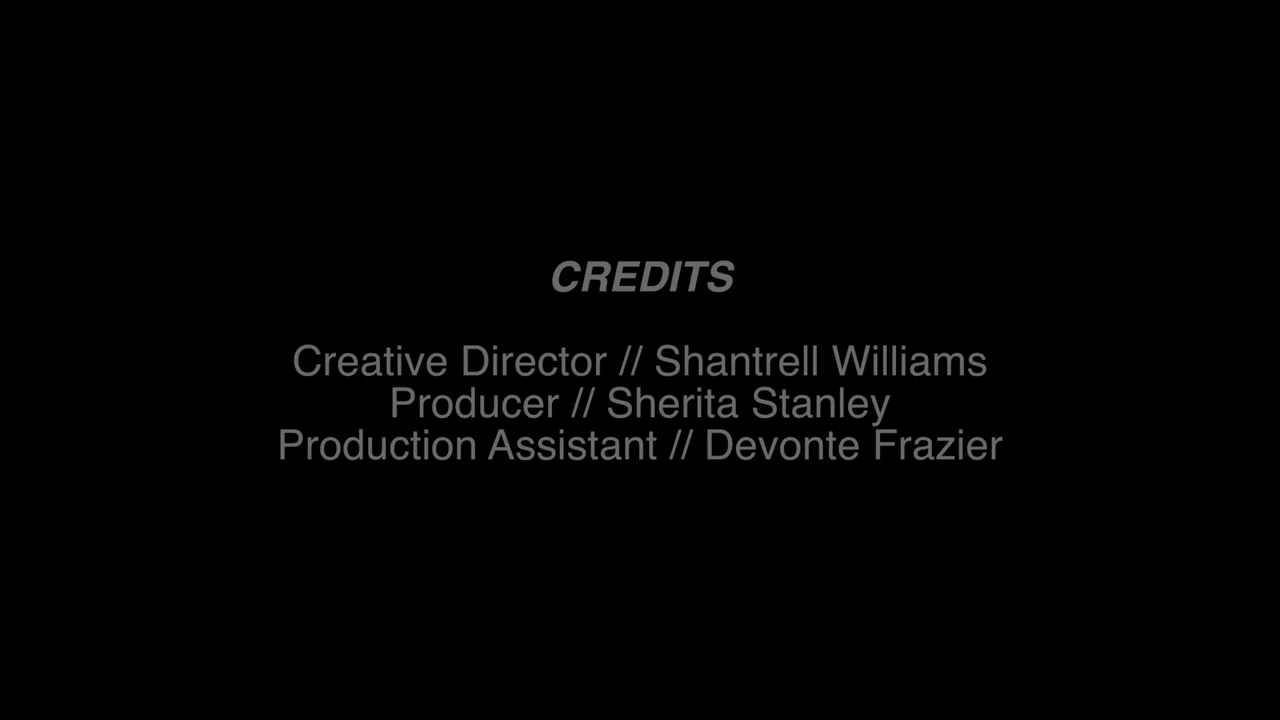 CREDITS
Creative Director // Shantrell Williams
Producer // Sherita Stanley
Production Assistant // Devonte Frazier